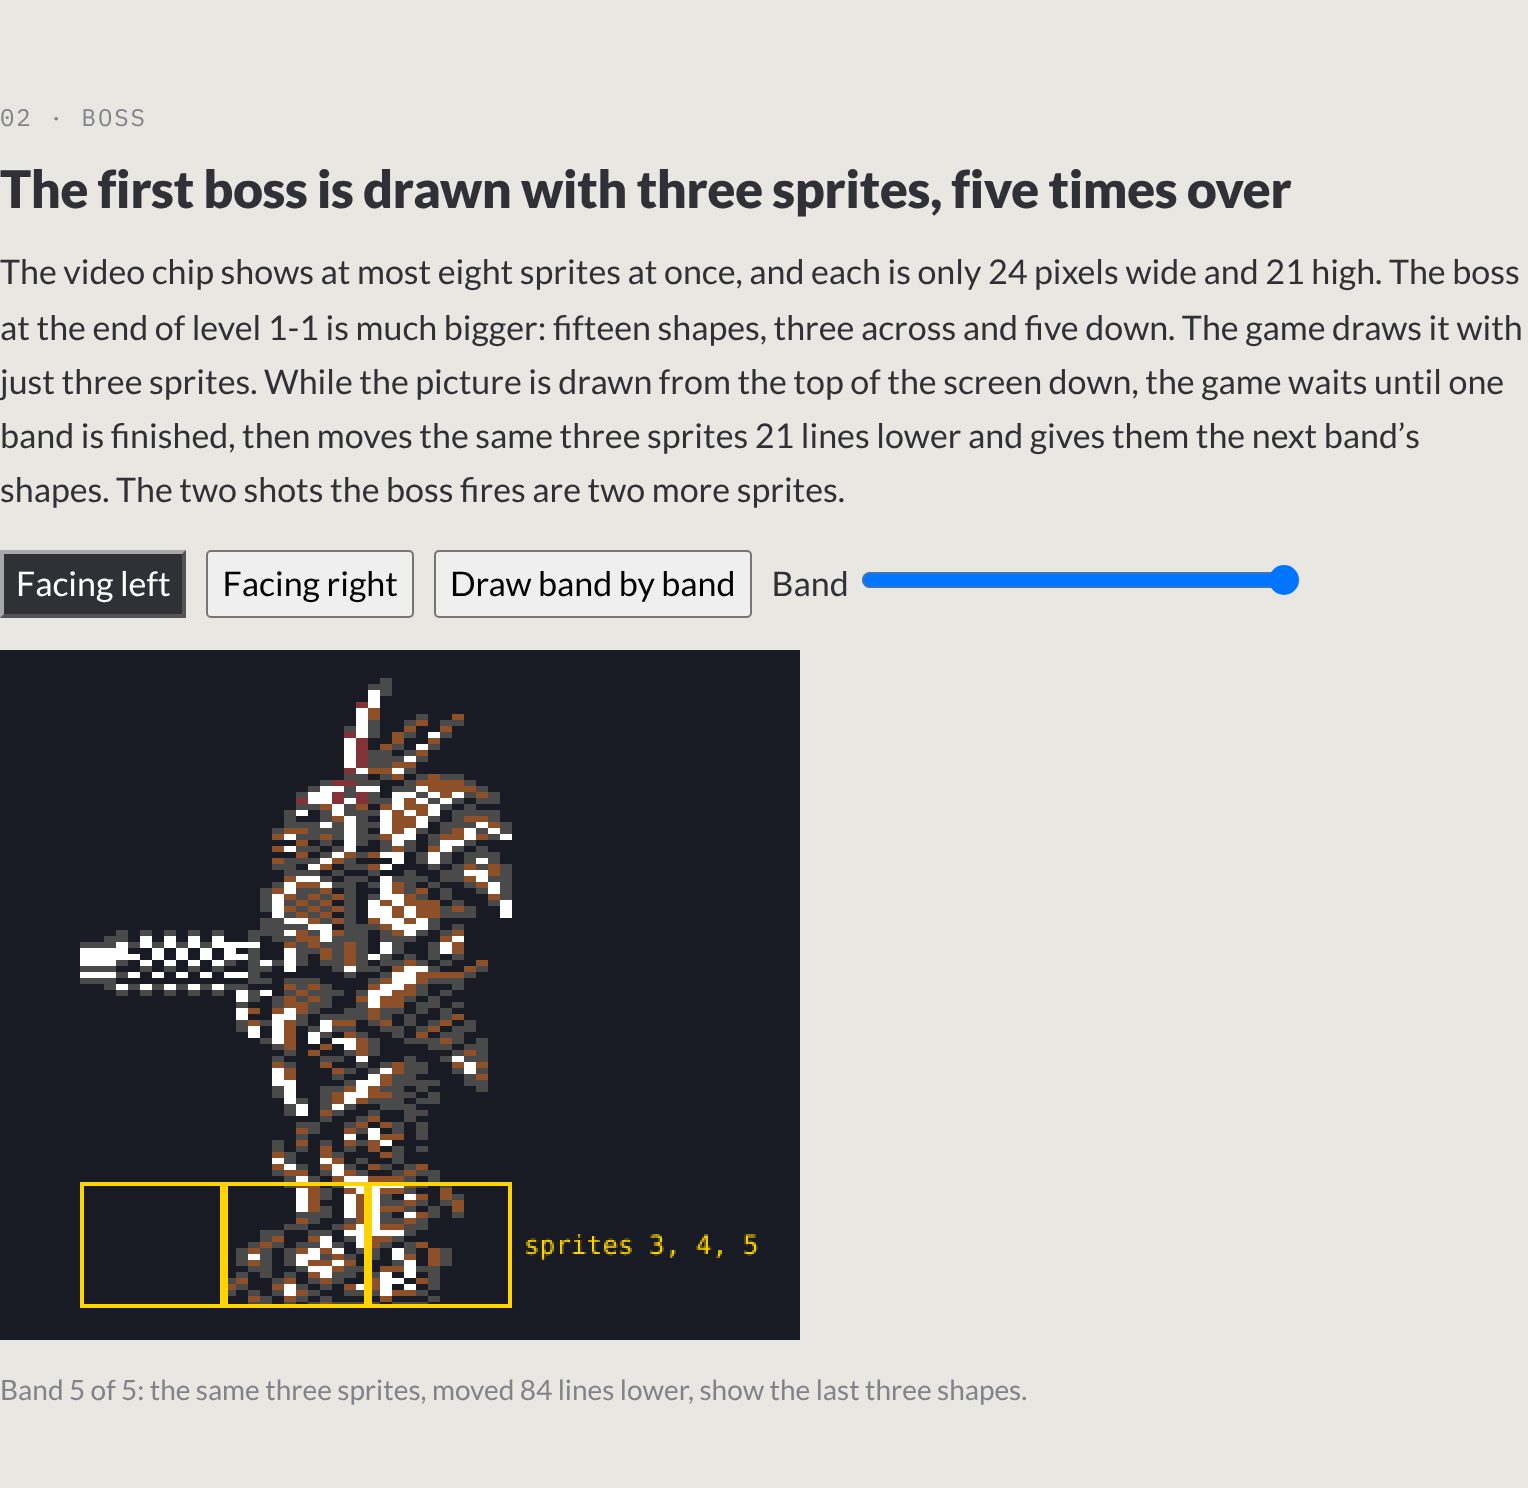 02 · BOSS
The first boss is drawn with three sprites, five times over
The video chip shows at most eight sprites at once, and each is only 24 pixels wide and 21 high. The boss
at the end of level 1-1 is much bigger: fifteen shapes, three across and five down. The game draws it with
just three sprites. While the picture is drawn from the top of the screen down, the game waits until one
band is finished, then moves the same three sprites 21 lines lower and gives them the next band’s
shapes. The two shots the boss fires are two more sprites.
Facing left
Facing right
Draw band by band
Band
sprites 3, 4, 5
Band 5 of 5: the same three sprites, moved 84 lines lower, show the last three shapes.